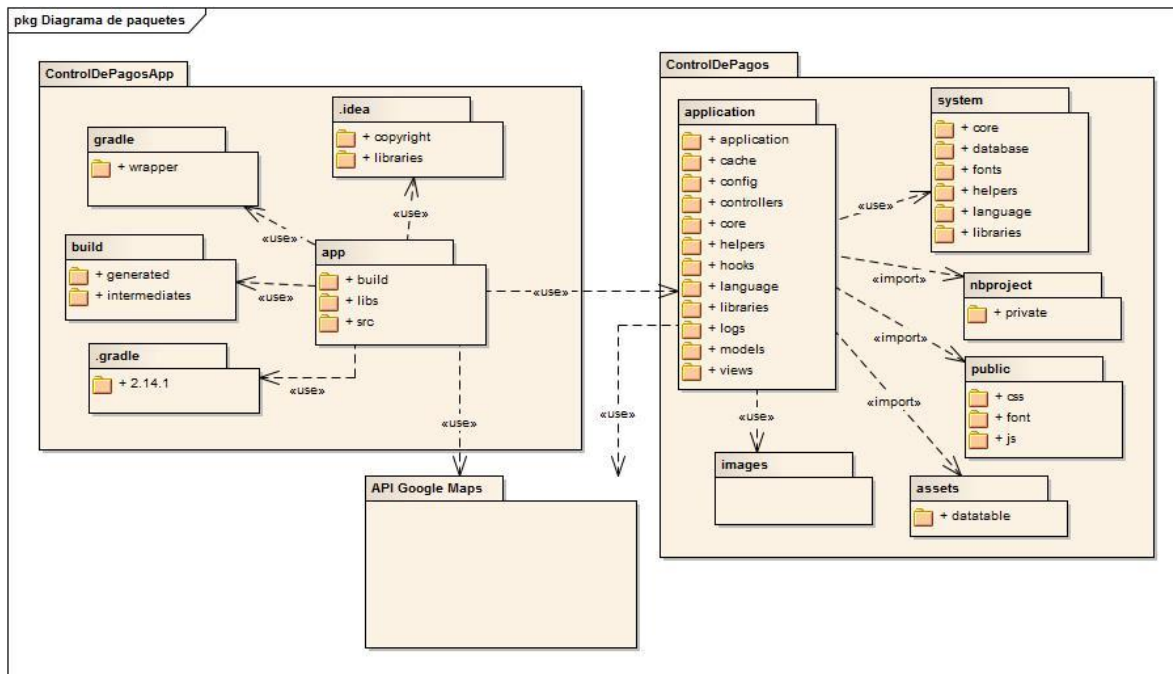 pkg Diagrama de paquetes
ControlDePagosApp
.idea
+ copyright
+ libraries
gradle
+ wrapper
«use»
«use»
build
+ generated
+ intermediates
«use»
app
+ build
+ libs
+ src
.gradle
+ 2.14.1
«use»
«use»
«use»
«use»
API Google Maps
ControlDePagos
application
+ application
+ cache
+ config
+ controllers
+ core
+ helpers
+ hooks
+ language
+ libraries
+ logs
+ models
+ views
system
+ core
+ database
+ fonts
+ helpers
+ language
+ libraries
«use»
«import»
nbproject
+ private
«import»
public
+ css
+ font
+ js
«import»
«use»
images
assets
+ datatable